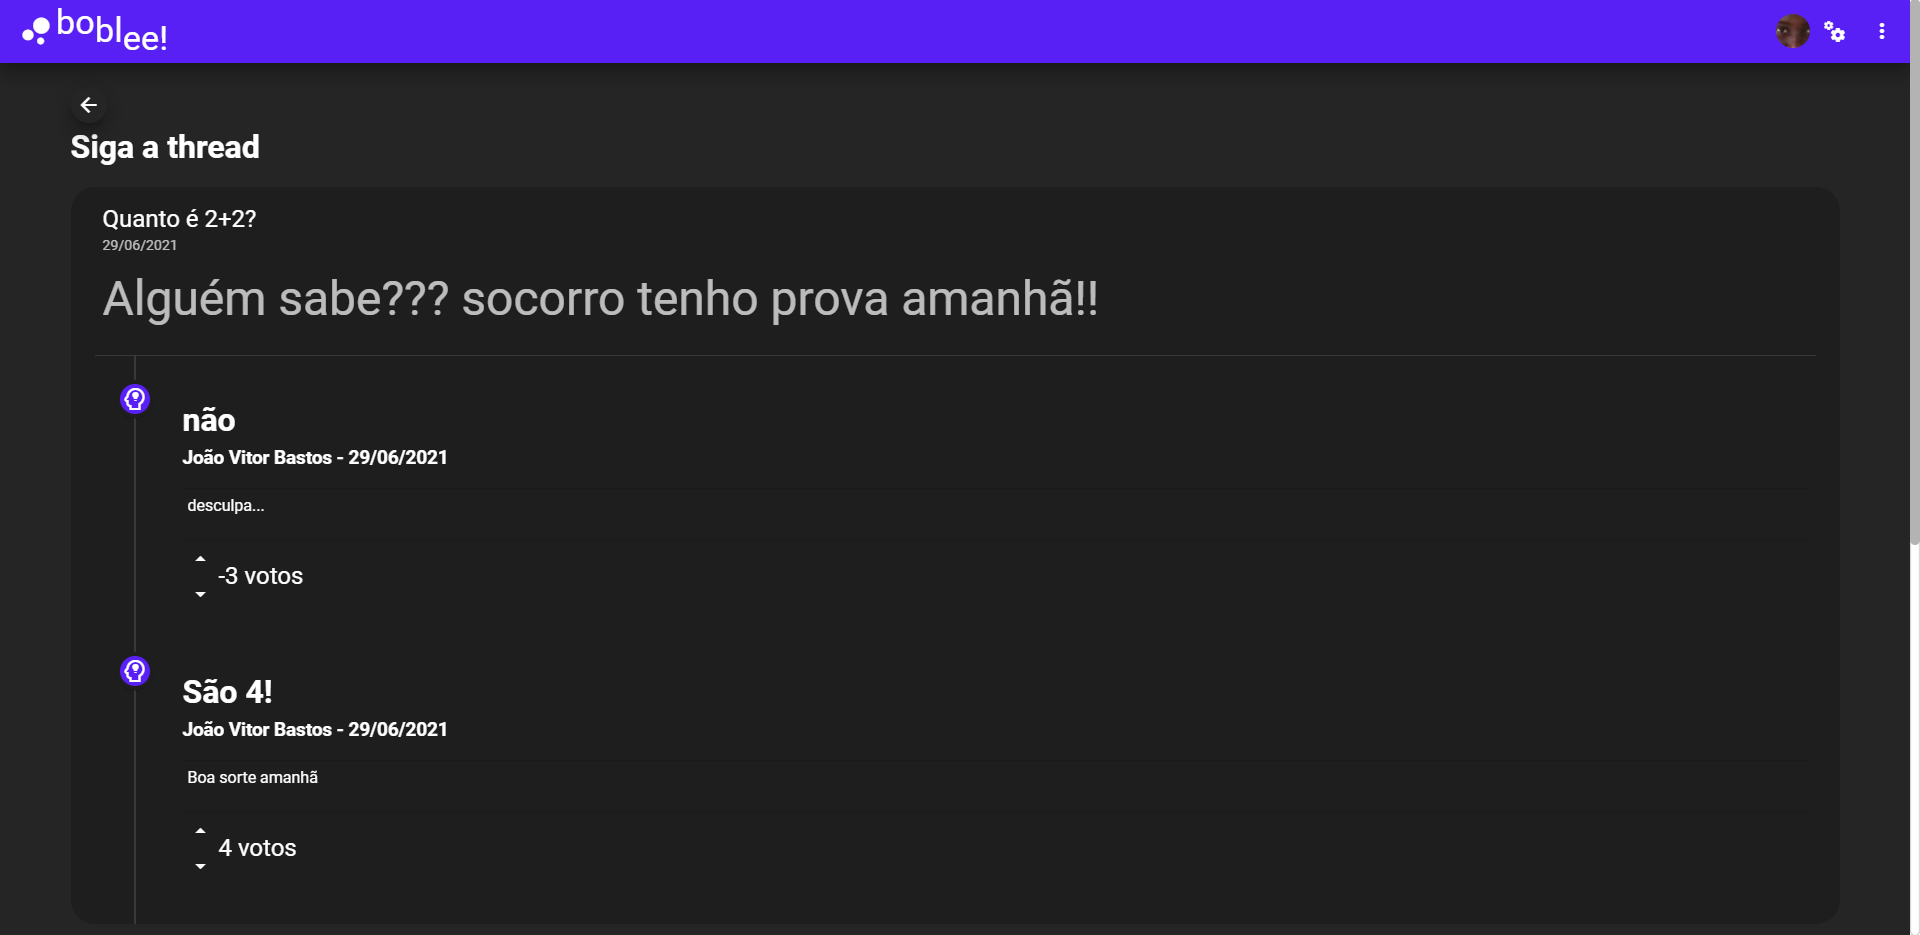 boblee!
Siga a thread
Quanto é 2+2?
29/06/2021
Alguém sabe??? socorro tenho prova amanhã!!
não
João Vitor Bastos - 29/06/2021
desculpa...
-3 votos
São 4!
João Vitor Bastos - 29/06/2021
Boa sorte amanhã
4 votos